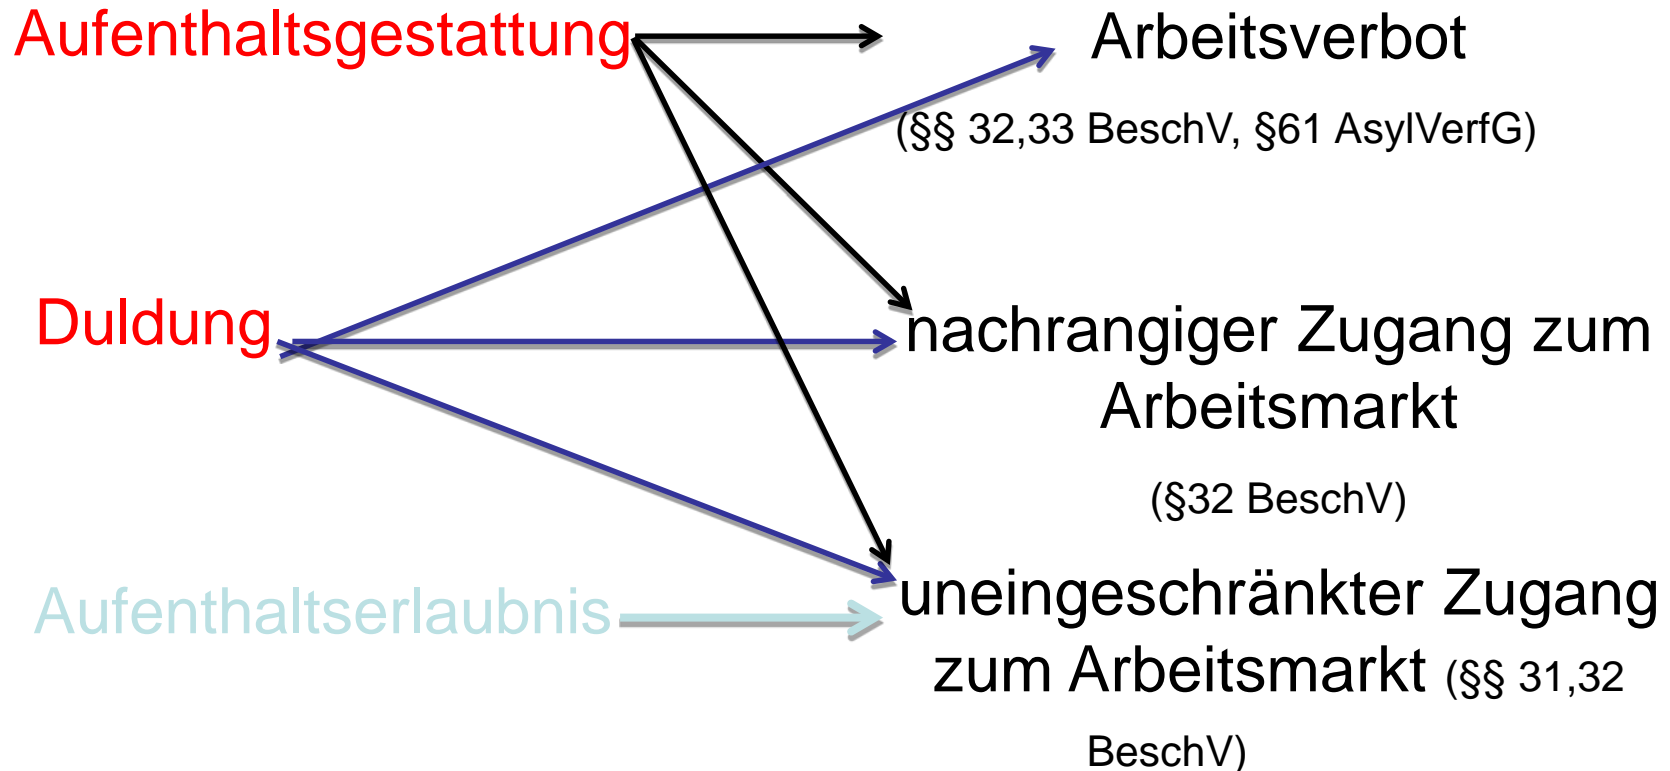 Aufenthaltsgestattung
Arbeitsverbot
(§§ 32,33 BeschV, §61 AsylVerfG)
Duldung
nachrangiger Zugang zum
Arbeitsmarkt
(§32 BeschV)
Aufenthaltserlaubnis
uneingeschränkter Zugang
zum Arbeitsmarkt (§§ 31,32
BeschV)